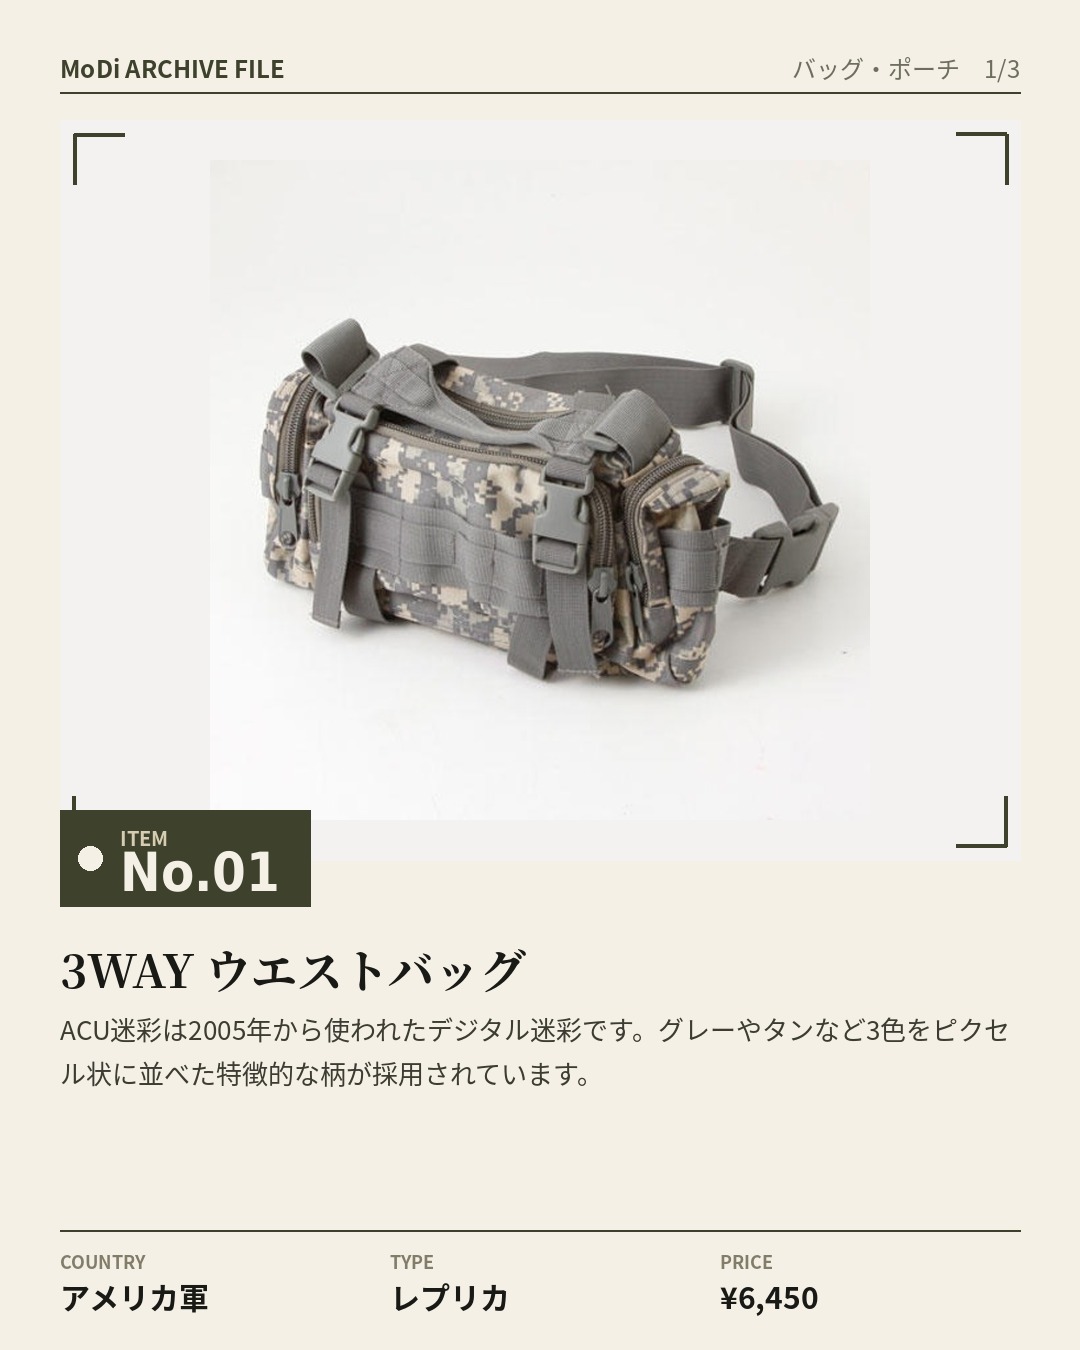 MoDi ARCHIVE FILE
バッグ・ポーチ 1/3
ITEM
No.01
3WAY ウエストバッグ
ACU迷彩は2005年から使われたデジタル迷彩です。グレーやタンなど3色をピクセ
ル状に並べた特徴的な柄が採用されています。
COUNTRY
アメリカ軍
TYPE
レプリカ
PRICE
¥6,450